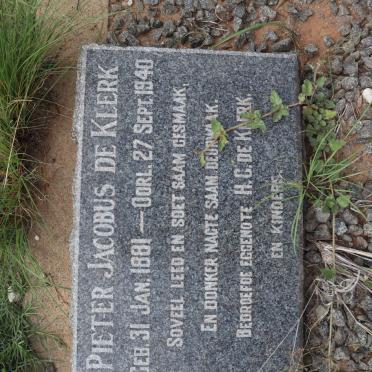 PIETER JACOBUS DE KLERK
GEB. 31 JAN. 1881 — OORL. 27 SEPT. 1940
SOVEEL LEED EN SOET SAAM GESMAAK,
EN DONKER NAGTE SAAM DEURWAAK.
BEDROEFDE EGGENOTE H.C. DE KLERK
EN KINDERS.